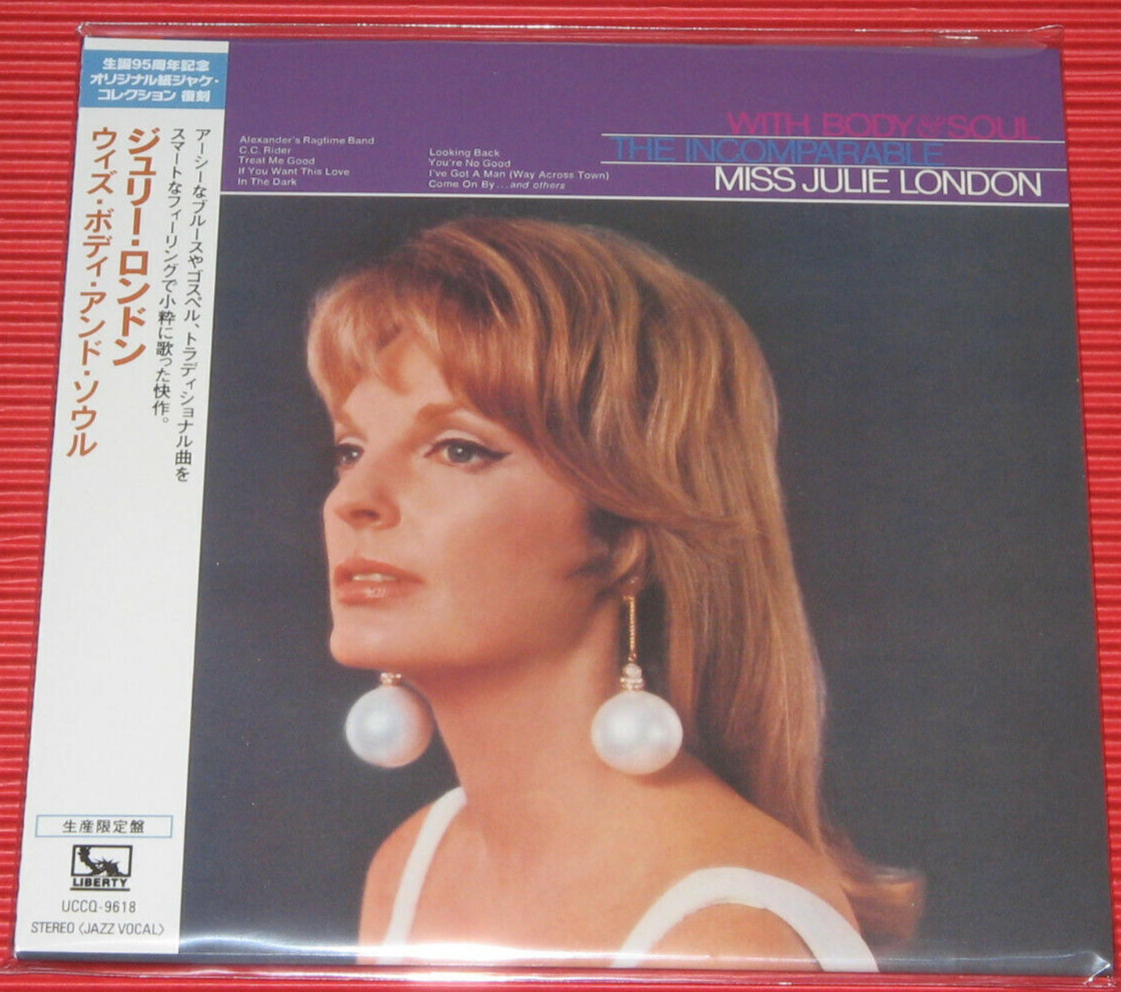 生誕95周年記念
オリジナル紙ジャケ・
コレクション 復刻
アーシーなブルースやゴスペル、トラディショナル曲を
スマートなフィーリングで小粋に歌った快作。
ジュリー・ロンドン
ウィズ・ボディ・アンド・ソウル
生産限定盤
LIBERTY
UCCQ-9618
STEREO〈JAZZ VOCAL〉
Alexander's Ragtime Band
C.C. Rider
Treat Me Good
If You Want This Love
In The Dark
Looking Back
You're No Good
I've Got A Man (Way Across Town)
Come On By...and others
WITH BODY & SOUL
THE INCOMPARABLE
MISS JULIE LONDON